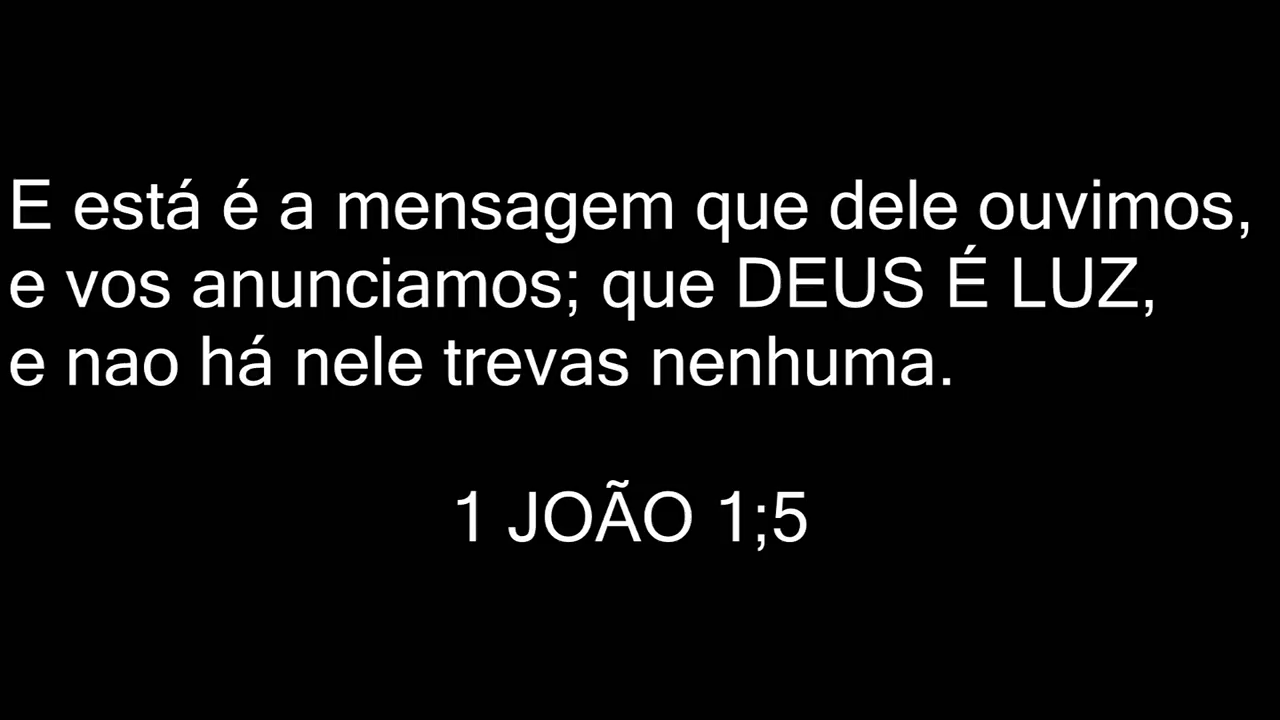 E está é a mensagem que dele ouvimos,
e vos anunciamos; que DEUS É LUZ,
e nao há nele trevas nenhuma.
1 JOÃO 1;5